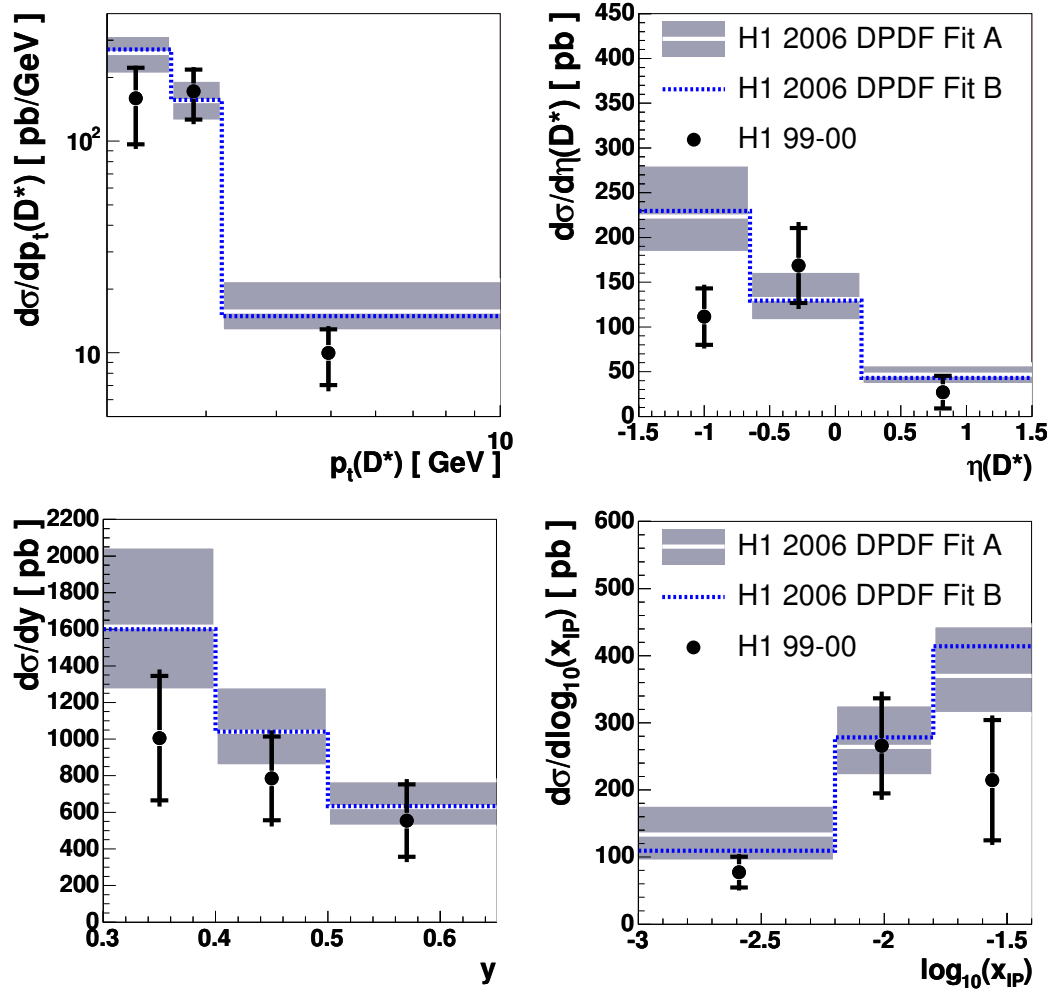 dσ/dpₜ(D*) [ pb/GeV ]
10²
10
10
pₜ(D*) [ GeV ]
dσ/dη(D*) [ pb ]
450
400
350
300
250
200
150
100
50
0
-1.5 -1 -0.5 0 0.5 1 1.5
η(D*)
H1 2006 DPDF Fit A
H1 2006 DPDF Fit B
H1 99-00
dσ/dy [ pb ]
2200
2000
1800
1600
1400
1200
1000
800
600
400
200
0
0.3 0.4 0.5 0.6
y
dσ/dlog₁₀(x_IP) [ pb ]
600
500
400
300
200
100
0
-3 -2.5 -2 -1.5
log₁₀(x_IP)
H1 2006 DPDF Fit A
H1 2006 DPDF Fit B
H1 99-00